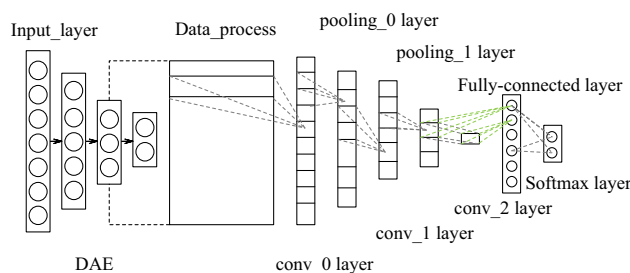 pooling_0 layer
Input_layer
Data_process
pooling_1 layer
Fully-connected layer
Softmax layer
conv_2 layer
conv_1 layer
DAE
conv_0 layer